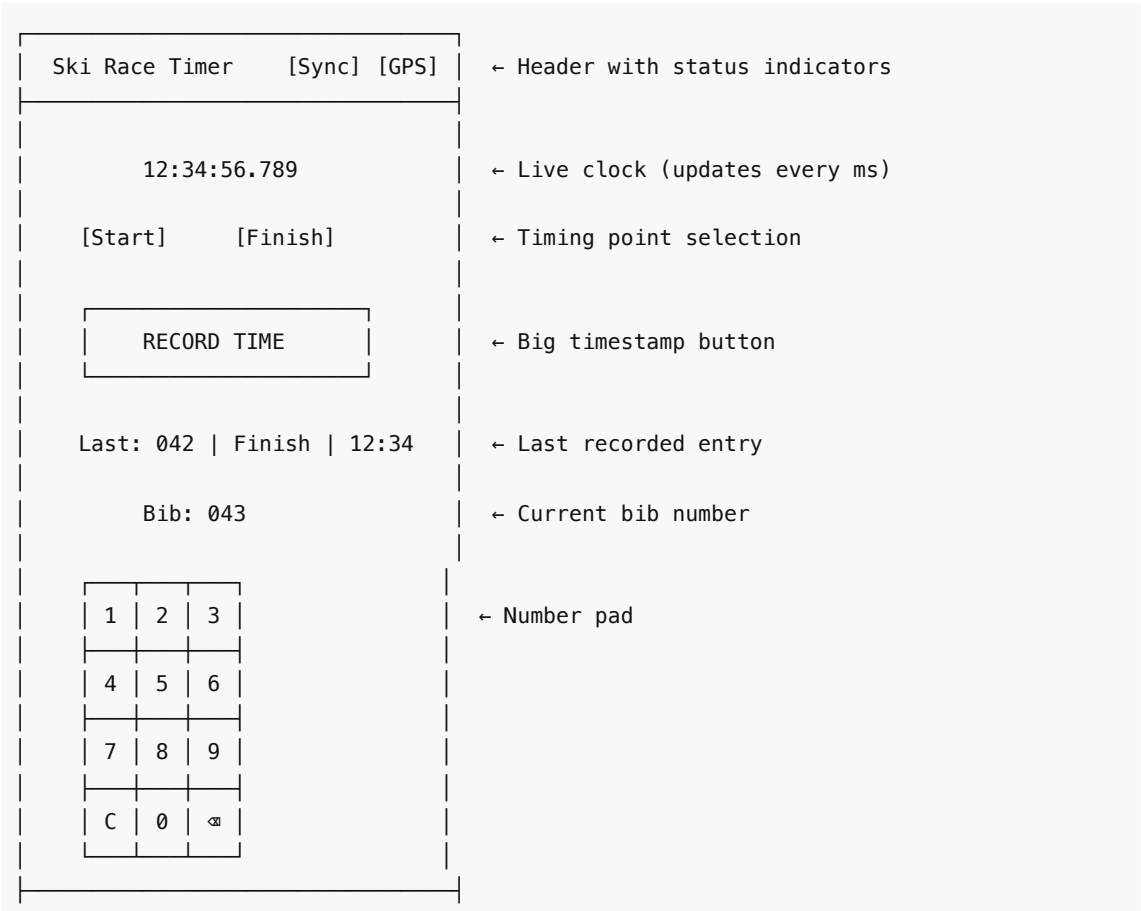 Ski Race Timer [Sync] [GPS] ← Header with status indicators
12:34:56.789 ← Live clock (updates every ms)
[Start] [Finish] ← Timing point selection
RECORD TIME ← Big timestamp button
Last: 042 | Finish | 12:34 ← Last recorded entry
Bib: 043 ← Current bib number
1 2 3 ← Number pad
4 5 6
7 8 9
C 0 ⌫